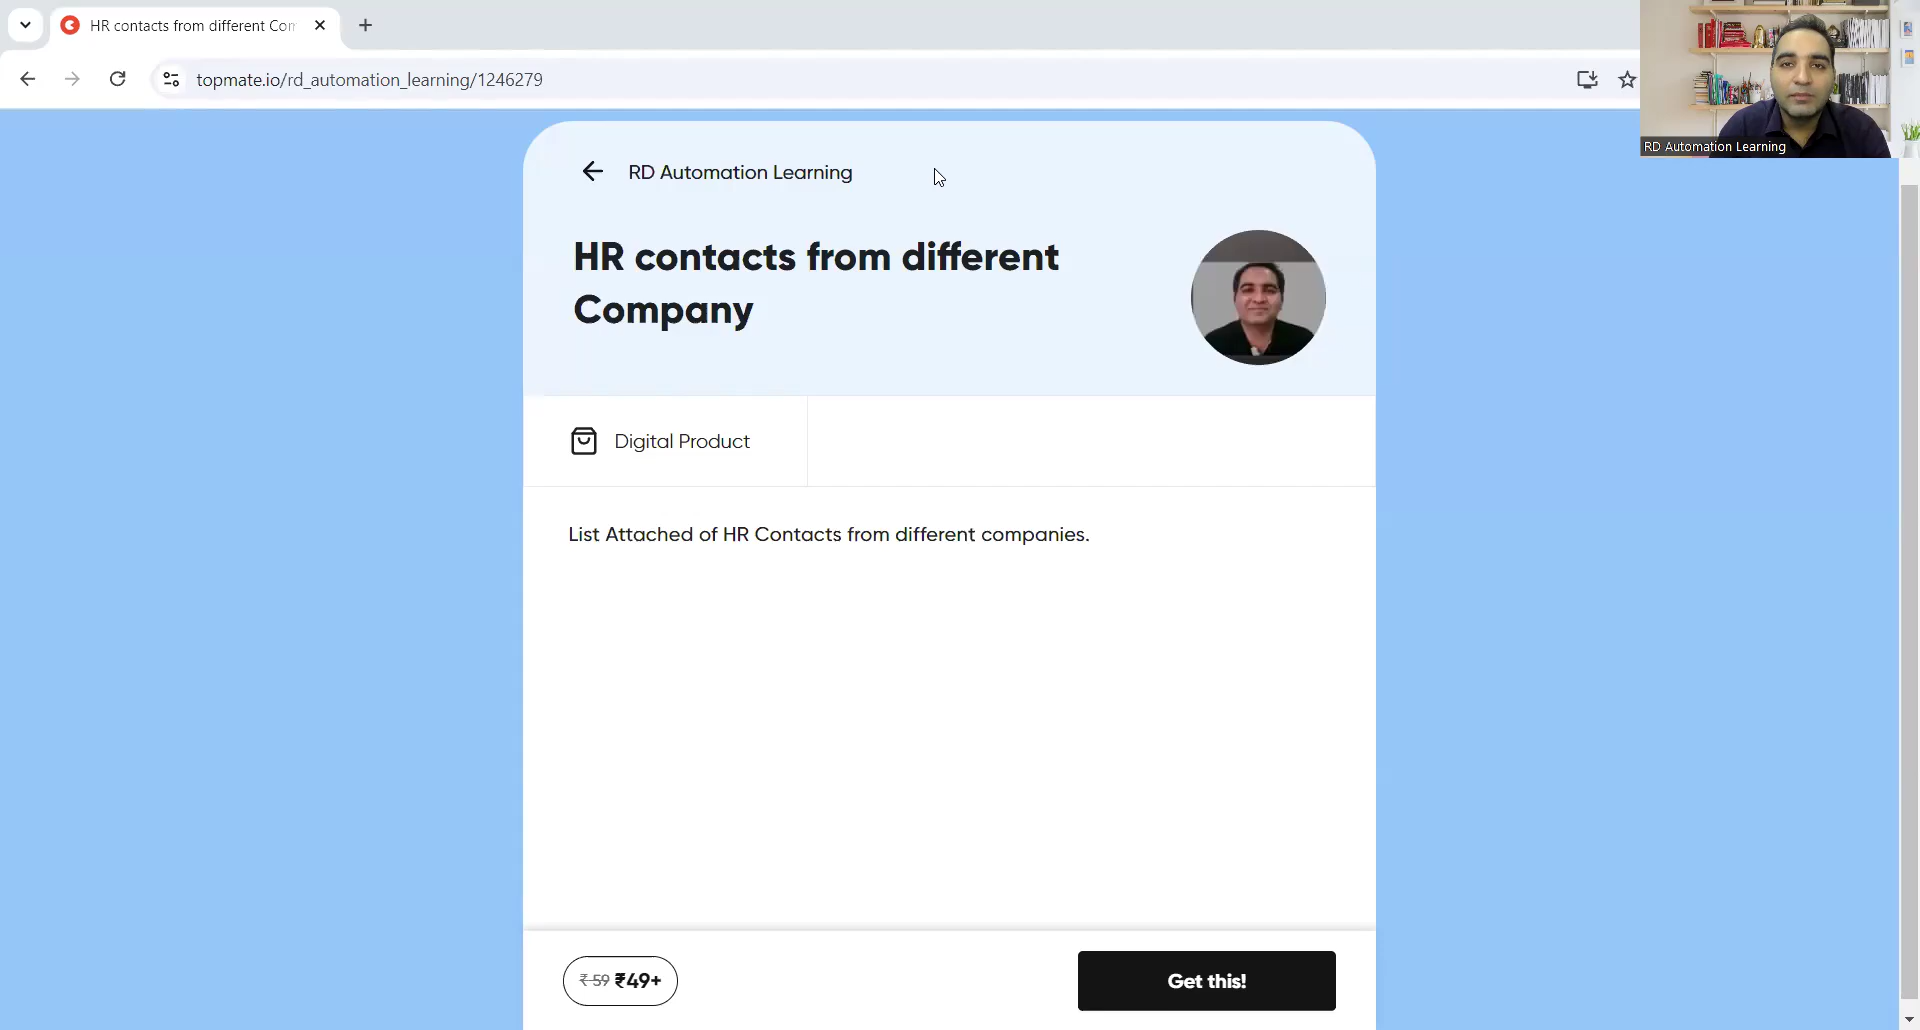 HR contacts from different Con
topmate.io/rd_automation_learning/1246279
RD Automation Learning
RD Automation Learning
HR contacts from different
Company
Digital Product
List Attached of HR Contacts from different companies.
₹ 59 ₹49+
Get this!